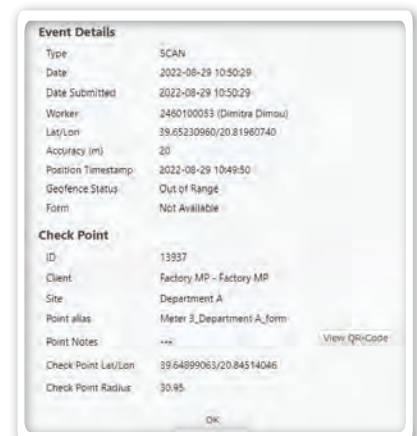 Event Details
Type SCAN
Date 2022-08-29 10:50:29
Date Submitted 2022-08-29 10:50:29
Worker 2460100053 (Dimitra Dimou)
Lat/Lon 39.65230960/20.81960740
Accuracy (m) 20
Position Timestamp 2022-08-29 10:49:50
Geofence Status Out of Range
Form Not Available
Check Point
ID 13937
Client Factory MP - Factory MP
Site Department A
Point alias Meter 3_Department A_form
Point Notes --- View QR-Code
Check Point Lat/Lon 39.64899063/20.84514046
Check Point Radius 30.95
OK